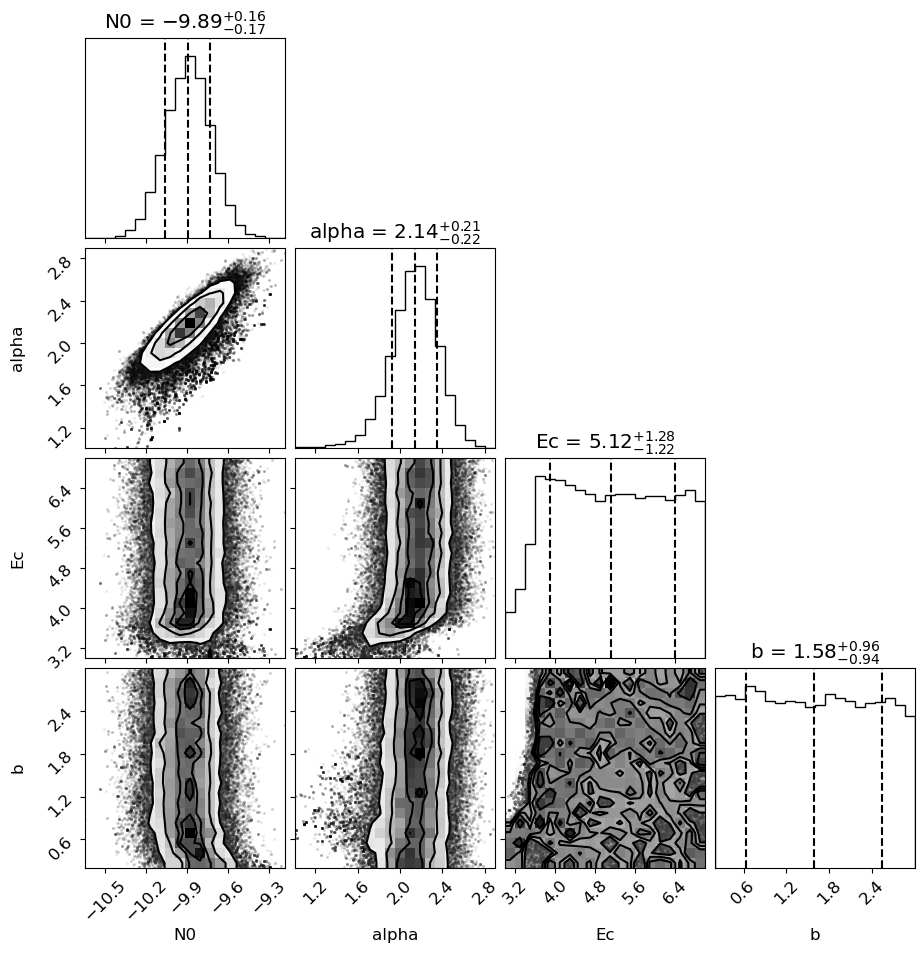 N0 = −9.89+0.16−0.17
alpha = 2.14+0.21−0.22
2.8
2.4
2.0
1.6
1.2
alpha
Ec = 5.12+1.28−1.22
6.4
5.6
4.8
4.0
3.2
Ec
b = 1.58+0.96−0.94
2.4
1.8
1.2
0.6
b
−10.5 −10.2 −9.9 −9.6 −9.3
N0
1.2 1.6 2.0 2.4 2.8
alpha
3.2 4.0 4.8 5.6 6.4
Ec
0.6 1.2 1.8 2.4
b